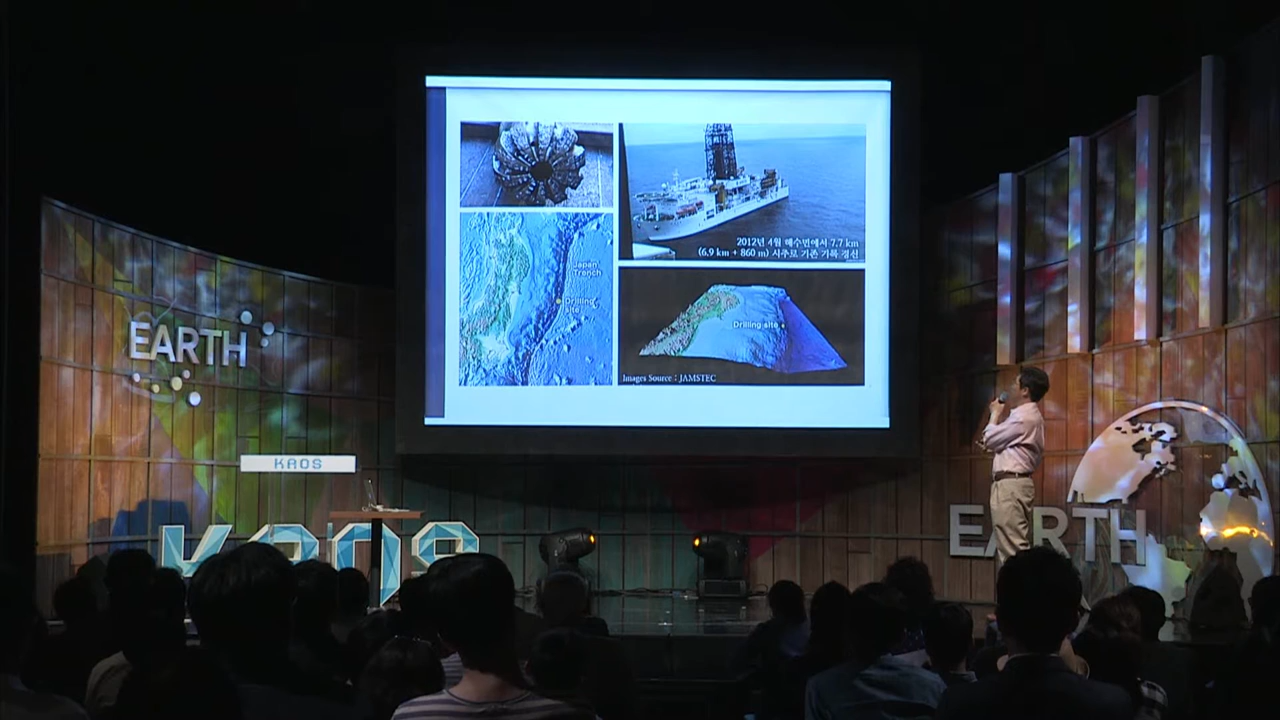 2012년 4월 해수면에서 7.7 km
(6.9 km + 860 m) 시추로 기존 기록 경신
Japan
Trench
Drilling
site
Drilling site
Images Source : JAMSTEC
EARTH
KAOS
KAOS
EARTH